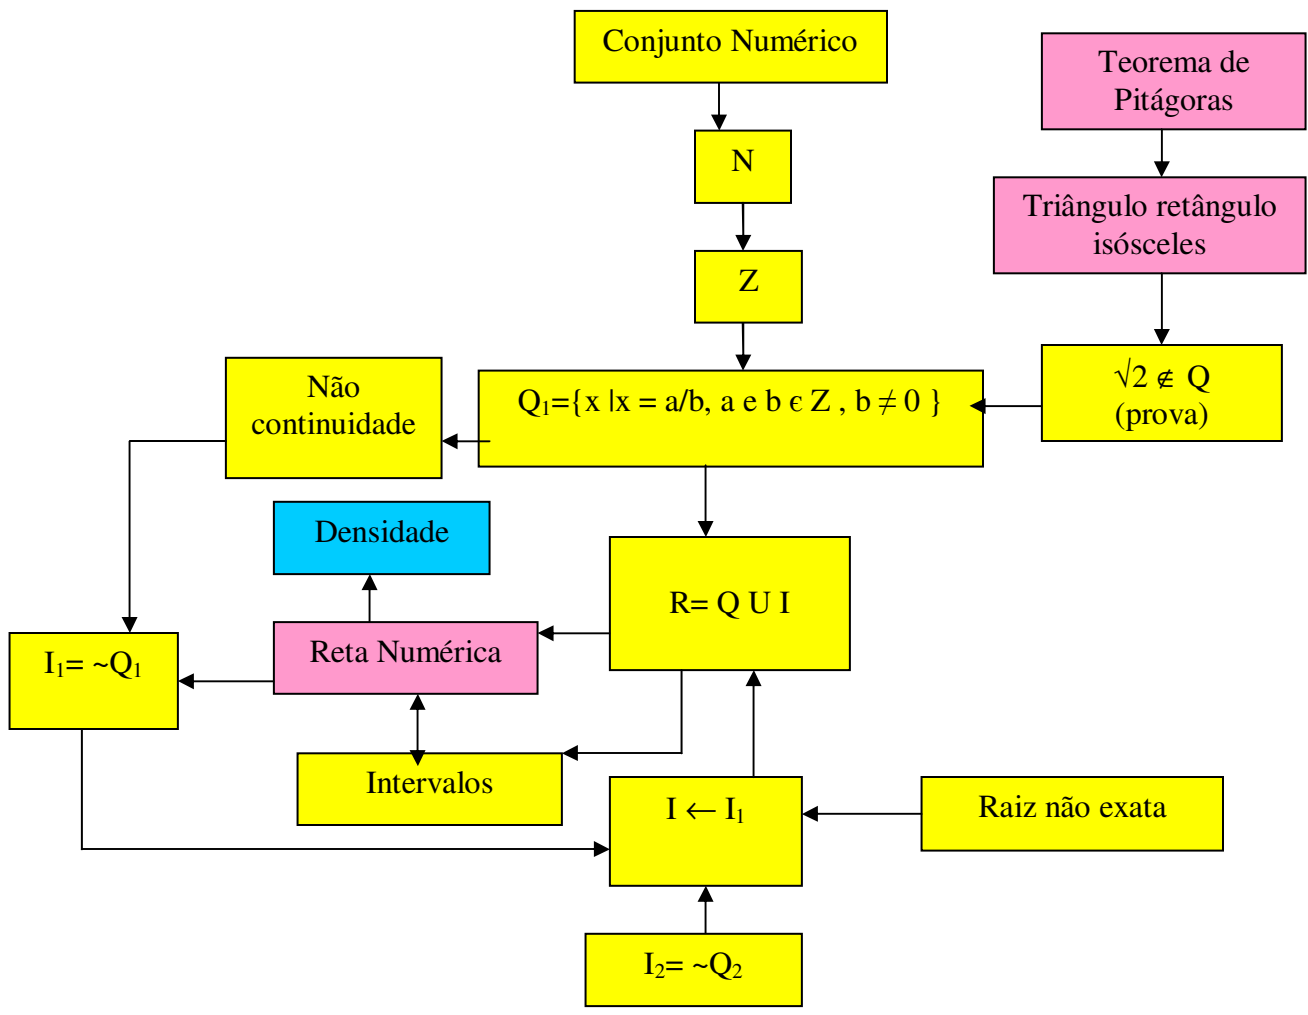 Conjunto Numérico
Teorema de
Pitágoras
N
Triângulo retângulo
isósceles
Z
Não
continuidade
Q₁={x |x = a/b, a e b є Z , b ≠ 0 }
√2 ∉ Q
(prova)
Densidade
R= Q U I
I₁= ~Q₁
Reta Numérica
Intervalos
I ← I₁
Raiz não exata
I₂= ~Q₂